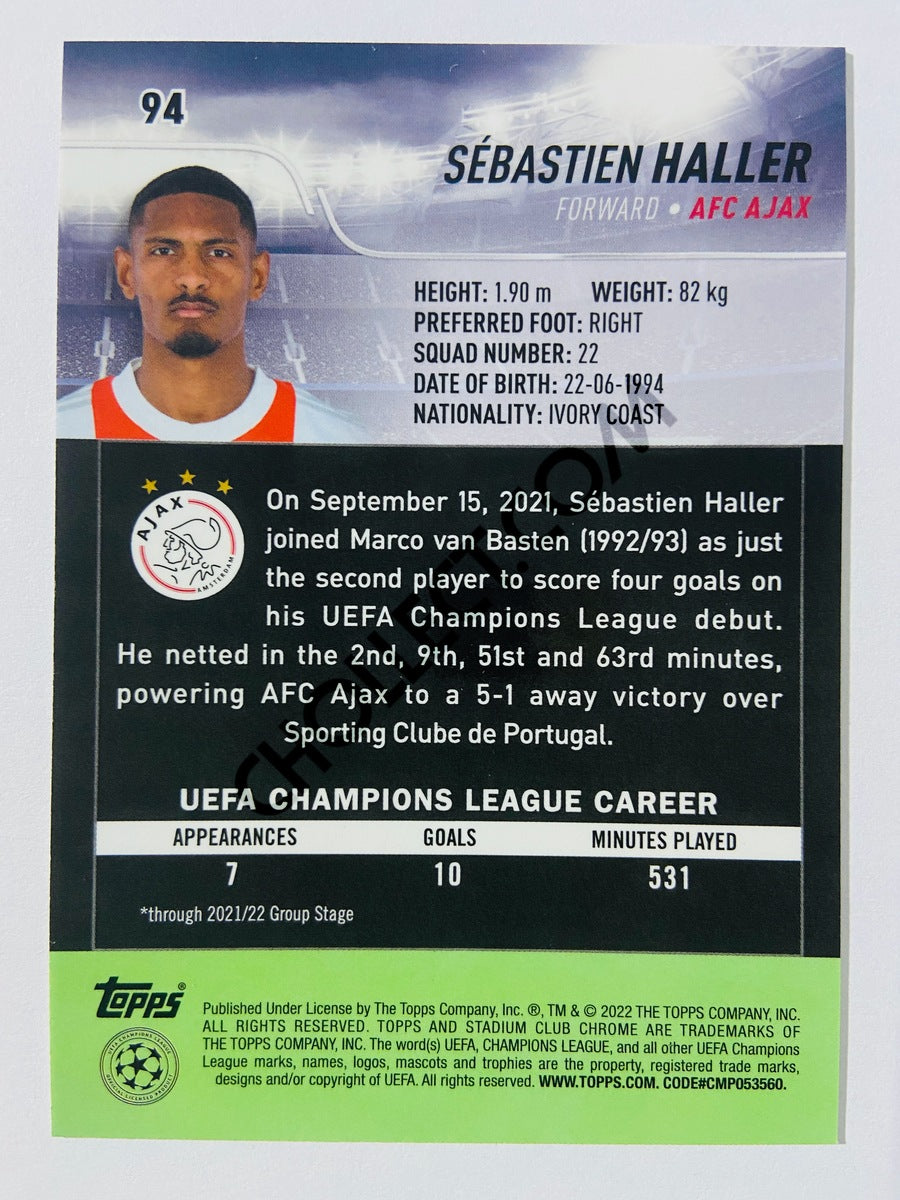 94
SÉBASTIEN HALLER
FORWARD • AFC AJAX
HEIGHT: 1.90 m WEIGHT: 82 kg
PREFERRED FOOT: RIGHT
SQUAD NUMBER: 22
DATE OF BIRTH: 22-06-1994
NATIONALITY: IVORY COAST
AJAX
AMSTERDAM
On September 15, 2021, Sébastien Haller
joined Marco van Basten (1992/93) as just
the second player to score four goals on
his UEFA Champions League debut.
He netted in the 2nd, 9th, 51st and 63rd minutes,
powering AFC Ajax to a 5-1 away victory over
Sporting Clube de Portugal.
CHOLLECT.COM
UEFA CHAMPIONS LEAGUE CAREER
APPEARANCES GOALS MINUTES PLAYED
7 10 531
*through 2021/22 Group Stage
topps®
UEFA CHAMPIONS LEAGUE
OFFICIAL LICENSED PRODUCT
Published Under License by The Topps Company, Inc. ®, TM & © 2022 THE TOPPS COMPANY, INC.
ALL RIGHTS RESERVED. TOPPS AND STADIUM CLUB CHROME ARE TRADEMARKS OF
THE TOPPS COMPANY, INC. The word(s) UEFA, CHAMPIONS LEAGUE, and all other UEFA Champions
League marks, names, logos, mascots and trophies are the property, registered trade marks,
designs and/or copyright of UEFA. All rights reserved. WWW.TOPPS.COM. CODE#CMP053560.